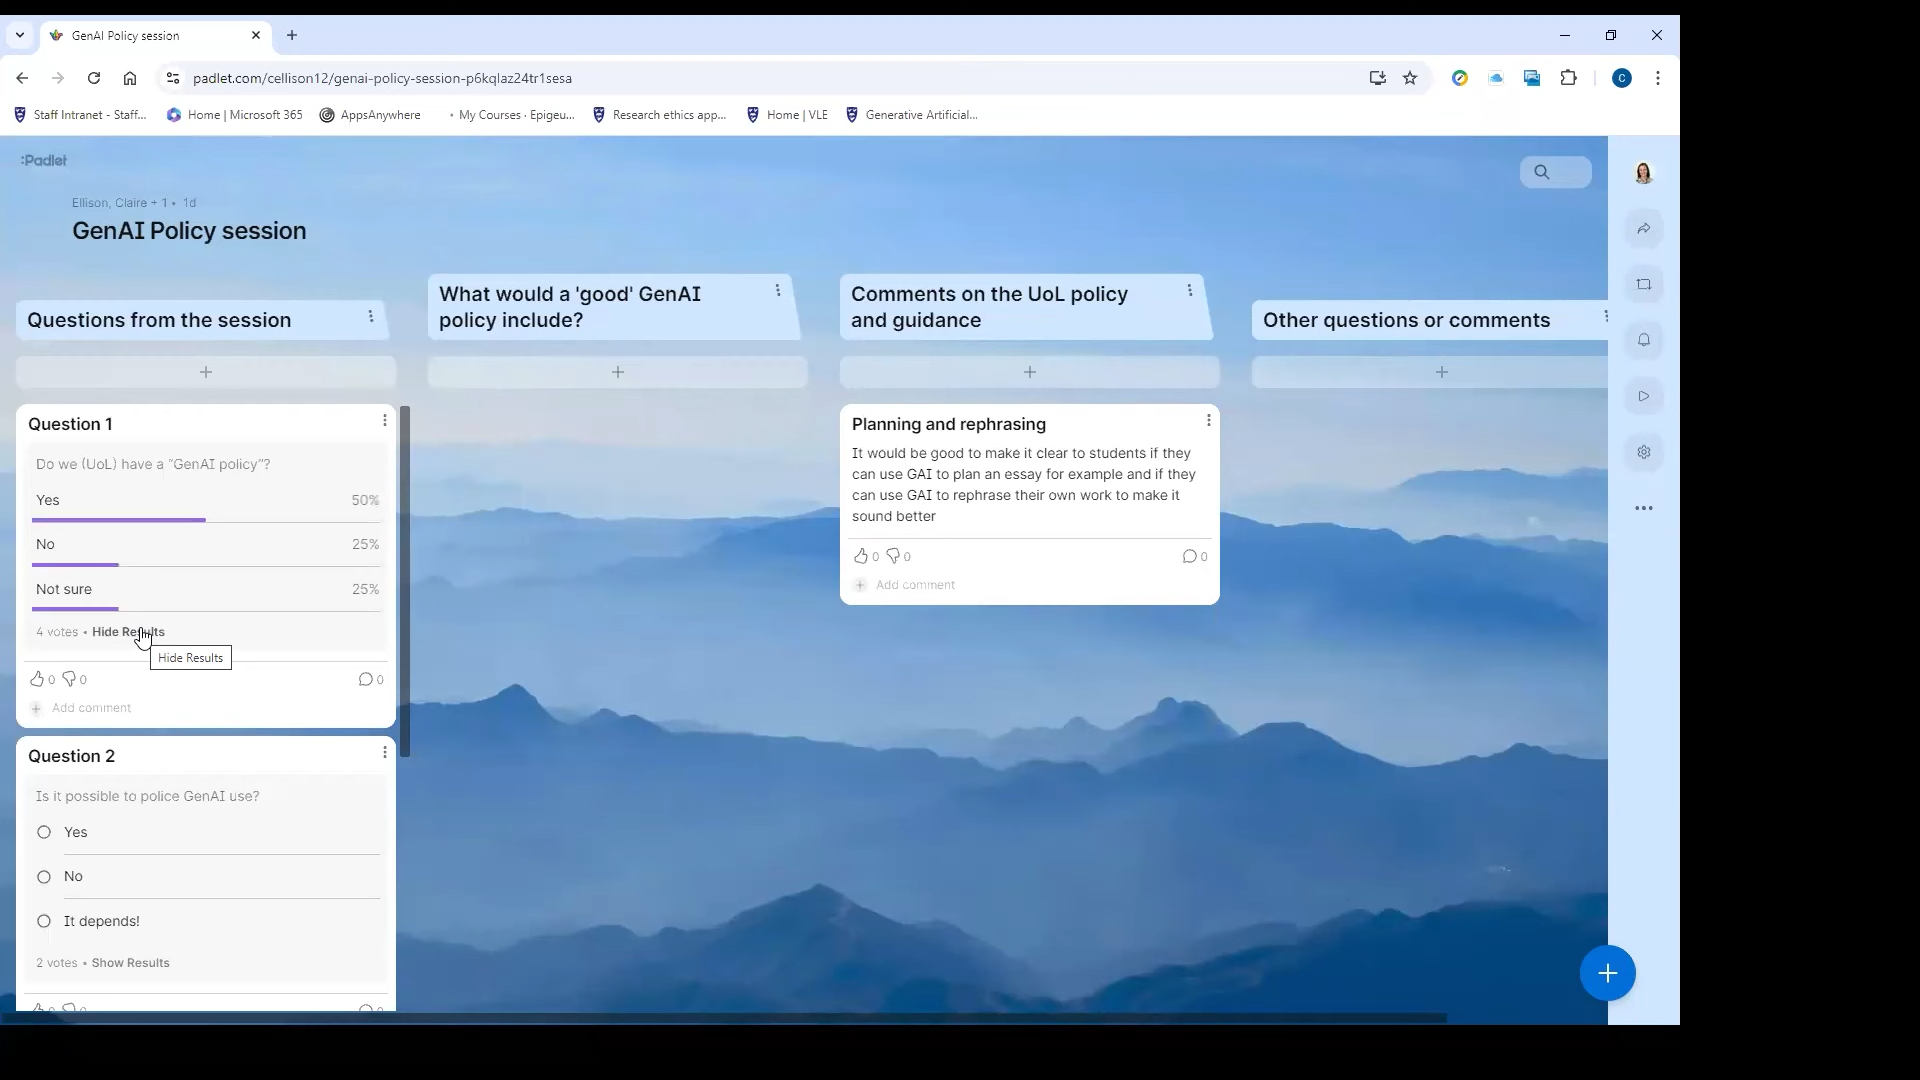 GenAI Policy session
padlet.com/cellison12/genai-policy-session-p6kqlaz24tr1sesa
C
Staff Intranet - Staff...
Home | Microsoft 365
AppsAnywhere
My Courses · Epigeu...
Research ethics app...
Home | VLE
Generative Artificial...
:Padlet
Ellison, Claire + 1 • 1d
GenAI Policy session
Questions from the session
Question 1
Do we (UoL) have a "GenAI policy"?
Yes 50%
No 25%
Not sure 25%
4 votes • Hide Results
Hide Results
0 0 0
Add comment
Question 2
Is it possible to police GenAI use?
Yes
No
It depends!
2 votes • Show Results
0 0 0
What would a 'good' GenAI
policy include?
Comments on the UoL policy
and guidance
Planning and rephrasing
It would be good to make it clear to students if they
can use GAI to plan an essay for example and if they
can use GAI to rephrase their own work to make it
sound better
0 0 0
Add comment
Other questions or comments